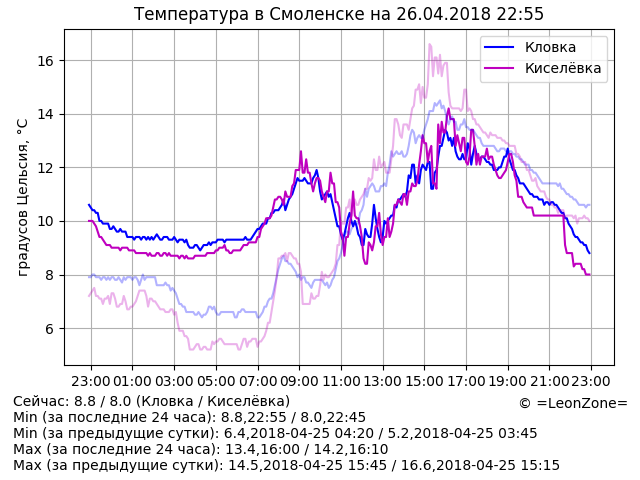 Температура в Смоленске на 26.04.2018 22:55
Кловка
Киселёвка
градусов Цельсия, °C
16
14
12
10
8
6
23:00 01:00 03:00 05:00 07:00 09:00 11:00 13:00 15:00 17:00 19:00 21:00 23:00
Сейчас: 8.8 / 8.0 (Кловка / Киселёвка)
© =LeonZone=
Min (за последние 24 часа): 8.8,22:55 / 8.0,22:45
Min (за предыдущие сутки): 6.4,2018-04-25 04:20 / 5.2,2018-04-25 03:45
Max (за последние 24 часа): 13.4,16:00 / 14.2,16:10
Max (за предыдущие сутки): 14.5,2018-04-25 15:45 / 16.6,2018-04-25 15:15